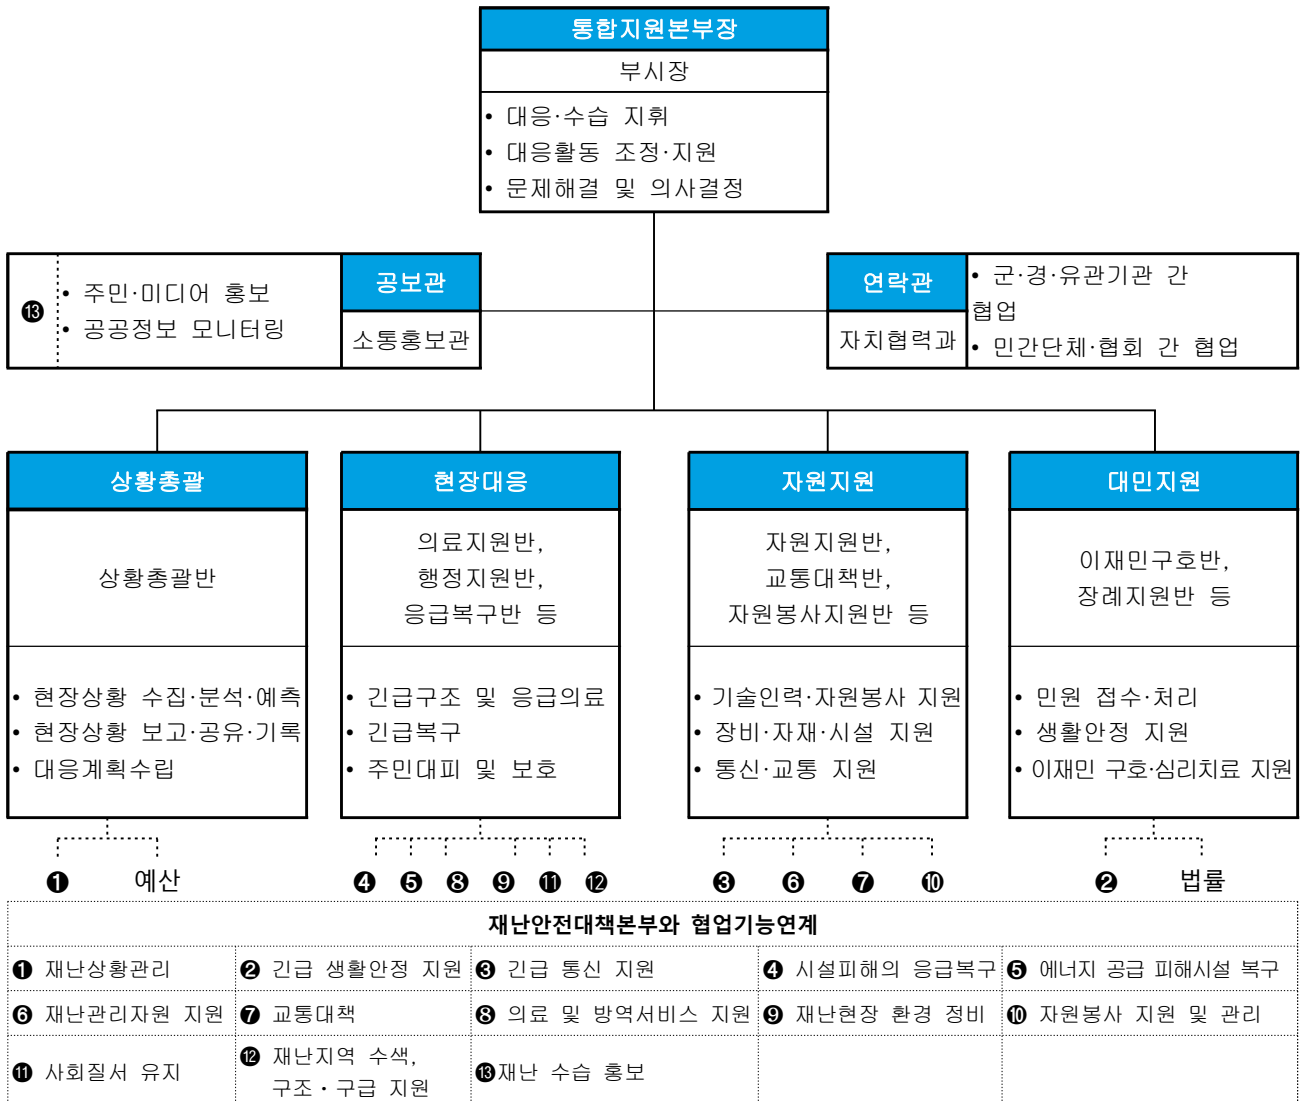 통합지원본부장
부시장
• 대응·수습 지휘
• 대응활동 조정·지원
• 문제해결 및 의사결정
⓭
• 주민·미디어 홍보
• 공공정보 모니터링
공보관
소통홍보관
연락관
자치협력과
• 군·경·유관기관 간
협업
• 민간단체·협회 간 협업
상황총괄
상황총괄반
• 현장상황 수집·분석·예측
• 현장상황 보고·공유·기록
• 대응계획수립
❶ 예산
현장대응
의료지원반,
행정지원반,
응급복구반 등
• 긴급구조 및 응급의료
• 긴급복구
• 주민대피 및 보호
❹ ❺ ❽ ❾ ⓫ ⓬
자원지원
자원지원반,
교통대책반,
자원봉사지원반 등
• 기술인력·자원봉사 지원
• 장비·자재·시설 지원
• 통신·교통 지원
❸ ❻ ❼ ❿
대민지원
이재민구호반,
장례지원반 등
• 민원 접수·처리
• 생활안정 지원
• 이재민 구호·심리치료 지원
❷ 법률
재난안전대책본부와 협업기능연계
❶ 재난상황관리
❷ 긴급 생활안정 지원
❸ 긴급 통신 지원
❹ 시설피해의 응급복구
❺ 에너지 공급 피해시설 복구
❻ 재난관리자원 지원
❼ 교통대책
❽ 의료 및 방역서비스 지원
❾ 재난현장 환경 정비
❿ 자원봉사 지원 및 관리
⓫ 사회질서 유지
⓬ 재난지역 수색,
구조・구급 지원
⓭재난 수습 홍보